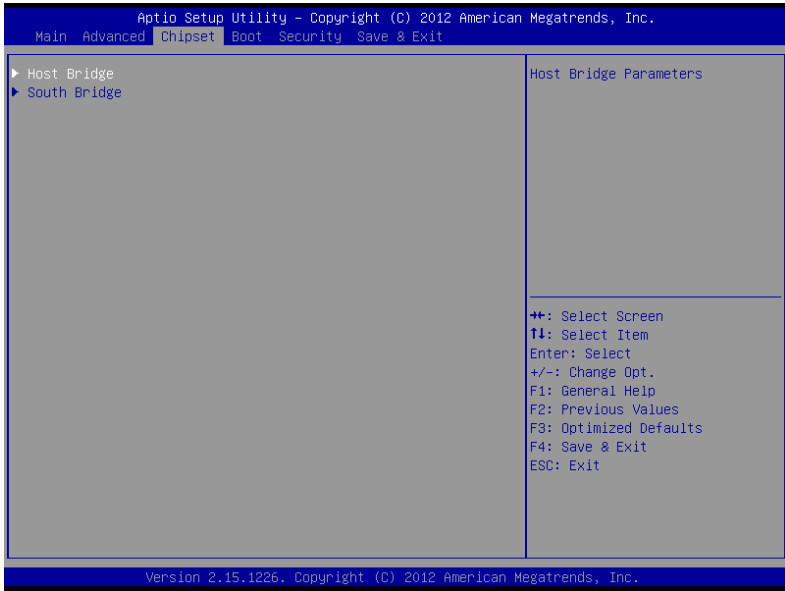 Aptio Setup Utility – Copyright (C) 2012 American Megatrends, Inc.
Main Advanced Chipset Boot Security Save & Exit
▶ Host Bridge
▶ South Bridge
Host Bridge Parameters
→←: Select Screen
↑↓: Select Item
Enter: Select
+/-: Change Opt.
F1: General Help
F2: Previous Values
F3: Optimized Defaults
F4: Save & Exit
ESC: Exit
Version 2.15.1226. Copyright (C) 2012 American Megatrends, Inc.